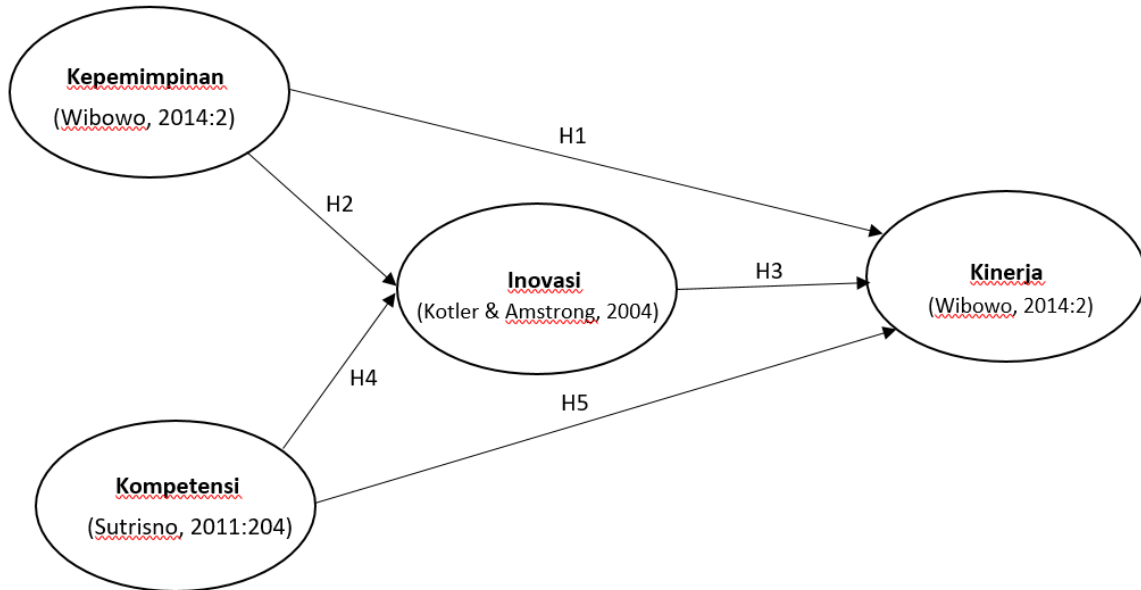 Kepemimpinan
(Wibowo, 2014:2)
H1
H2
Inovasi
(Kotler & Amstrong, 2004)
H3
Kinerja
(Wibowo, 2014:2)
H4
H5
Kompetensi
(Sutrisno, 2011:204)